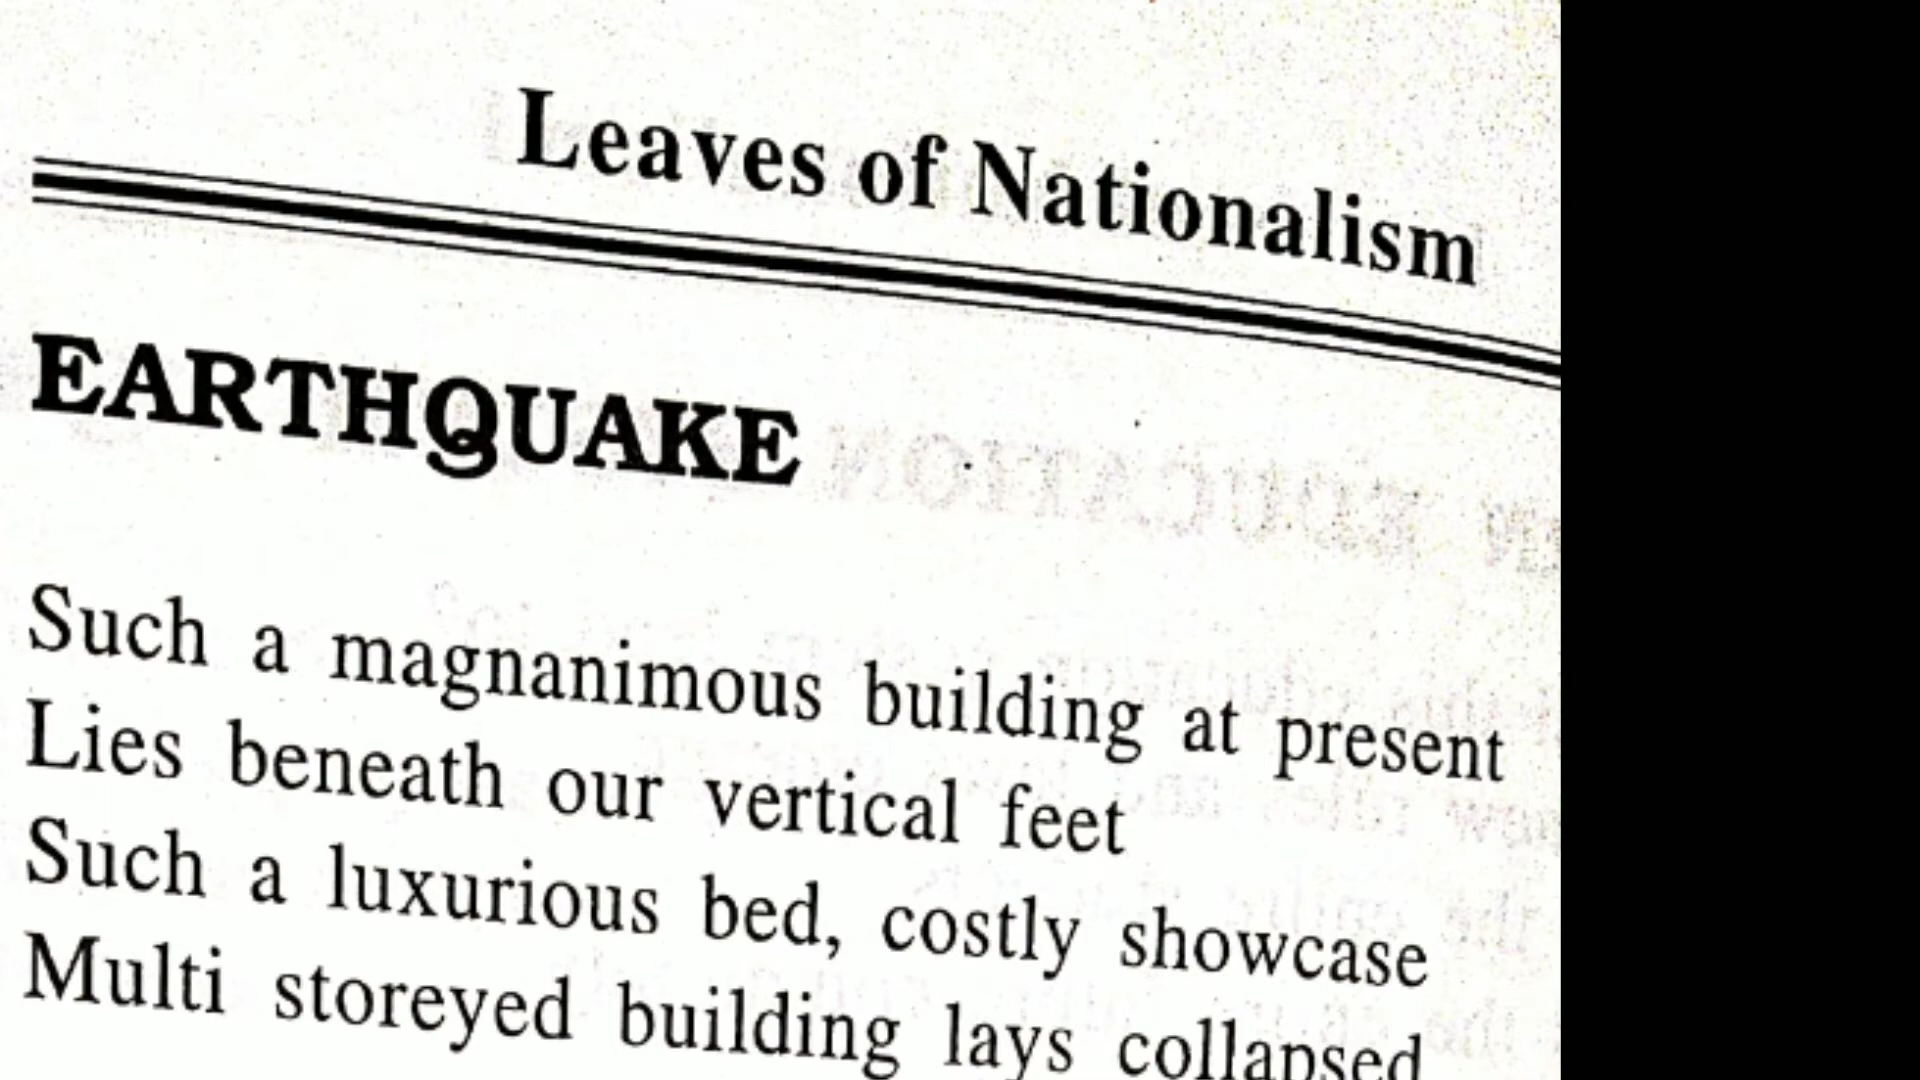 Leaves of Nationalism
EARTHQUAKE
Such a magnanimous building at present
Lies beneath our vertical feet
Such a luxurious bed, costly showcase
Multi storeyed building lays collapsed